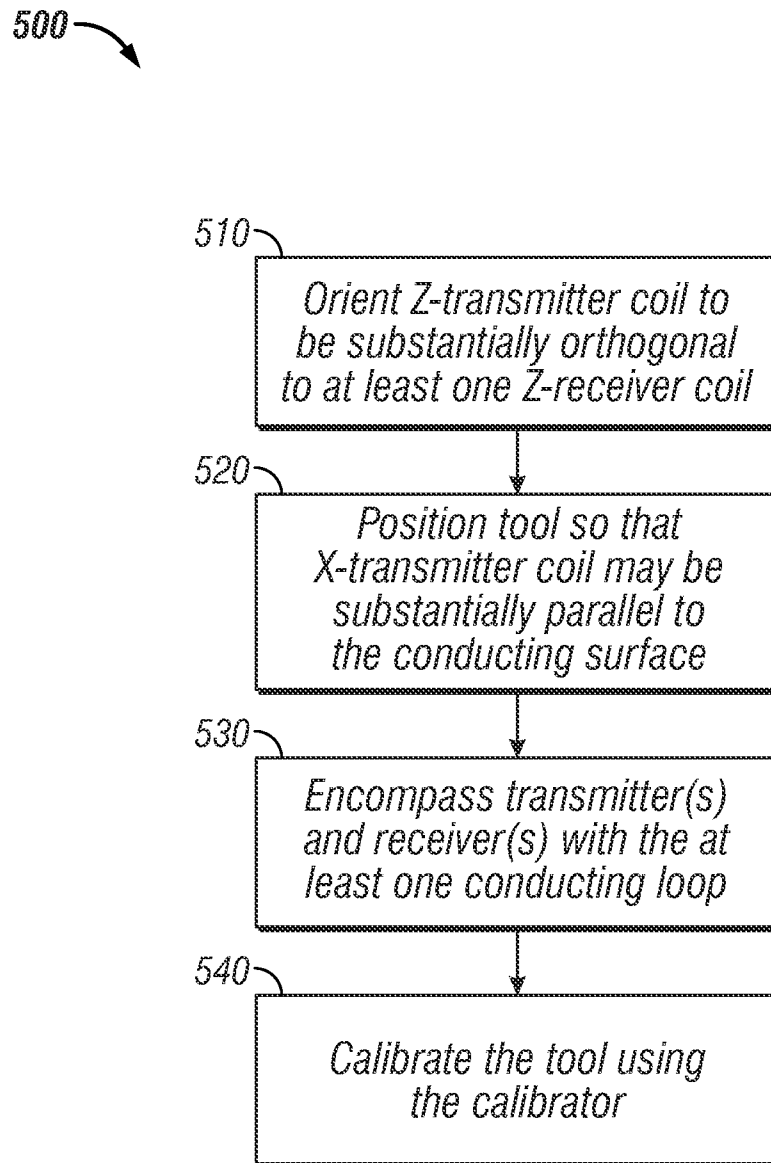 500
510
Orient Z-transmitter coil to
be substantially orthogonal
to at least one Z-receiver coil
520
Position tool so that
X-transmitter coil may be
substantially parallel to
the conducting surface
530
Encompass transmitter(s)
and receiver(s) with the at
least one conducting loop
540
Calibrate the tool using
the calibrator